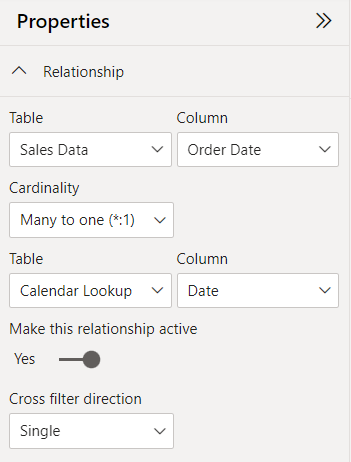 Properties
Relationship
Table Column
Sales Data Order Date
Cardinality
Many to one (*:1)
Table Column
Calendar Lookup Date
Make this relationship active
Yes
Cross filter direction
Single